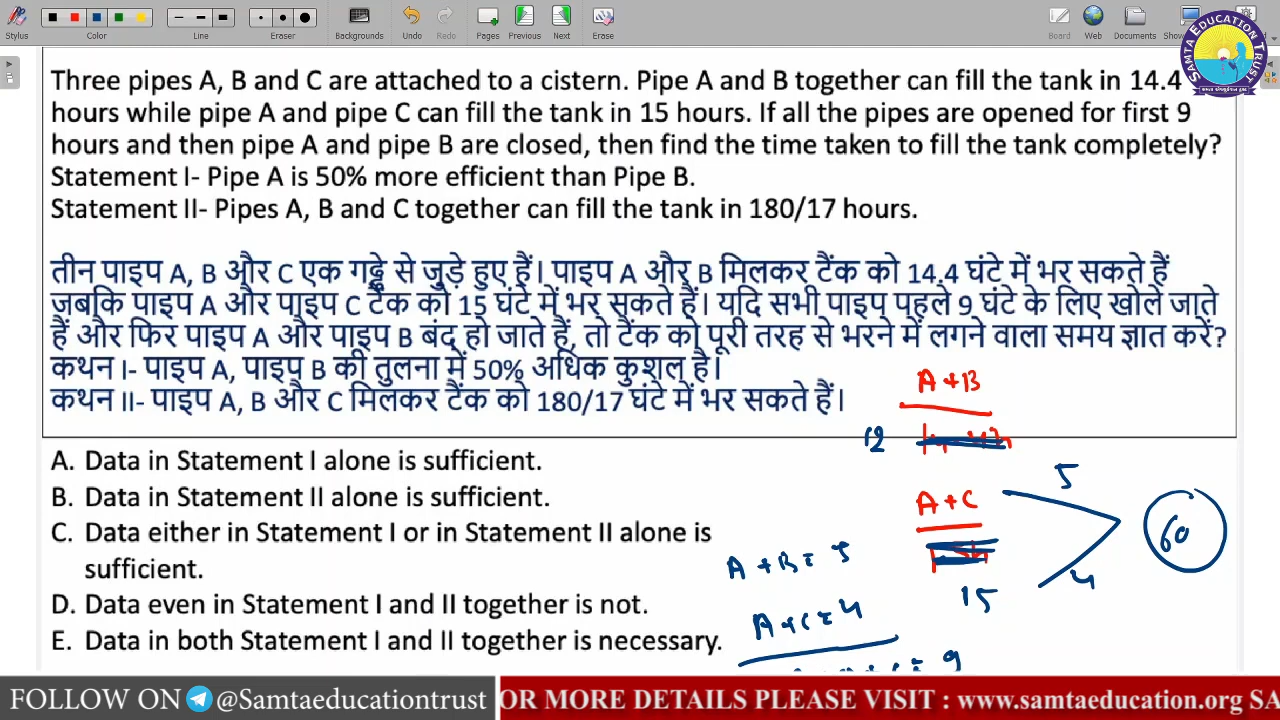 Stylus
Color
Line
Eraser
Backgrounds
Undo
Redo
Pages
Previous
Next
Erase
Board
Web
Documents
SAMTA EDUCATION TRUST
Three pipes A, B and C are attached to a cistern. Pipe A and B together can fill the tank in 14.4
hours while pipe A and pipe C can fill the tank in 15 hours. If all the pipes are opened for first 9
hours and then pipe A and pipe B are closed, then find the time taken to fill the tank completely?
Statement I- Pipe A is 50% more efficient than Pipe B.
Statement II- Pipes A, B and C together can fill the tank in 180/17 hours.
तीन पाइप A, B और C एक गढ्ढे से जुड़े हुए हैं। पाइप A और B मिलकर टैंक को 14.4 घंटे में भर सकते हैं
जबकि पाइप A और पाइप C टैंक को 15 घंटे में भर सकते हैं। यदि सभी पाइप पहले 9 घंटे के लिए खोले जाते
हैं और फिर पाइप A और पाइप B बंद हो जाते हैं, तो टैंक को पूरी तरह से भरने में लगने वाला समय ज्ञात करें?
कथन I- पाइप A, पाइप B की तुलना में 50% अधिक कुशल है।
कथन II- पाइप A, B और C मिलकर टैंक को 180/17 घंटे में भर सकते हैं।
A. Data in Statement I alone is sufficient.
B. Data in Statement II alone is sufficient.
C. Data either in Statement I or in Statement II alone is
sufficient.
D. Data even in Statement I and II together is not.
E. Data in both Statement I and II together is necessary.
A+B
12
A+C
15
5
4
60
A+B=5
A+C=4
FOLLOW ON @Samtaeducationtrust
OR MORE DETAILS PLEASE VISIT : www.samtaeducation.org SA